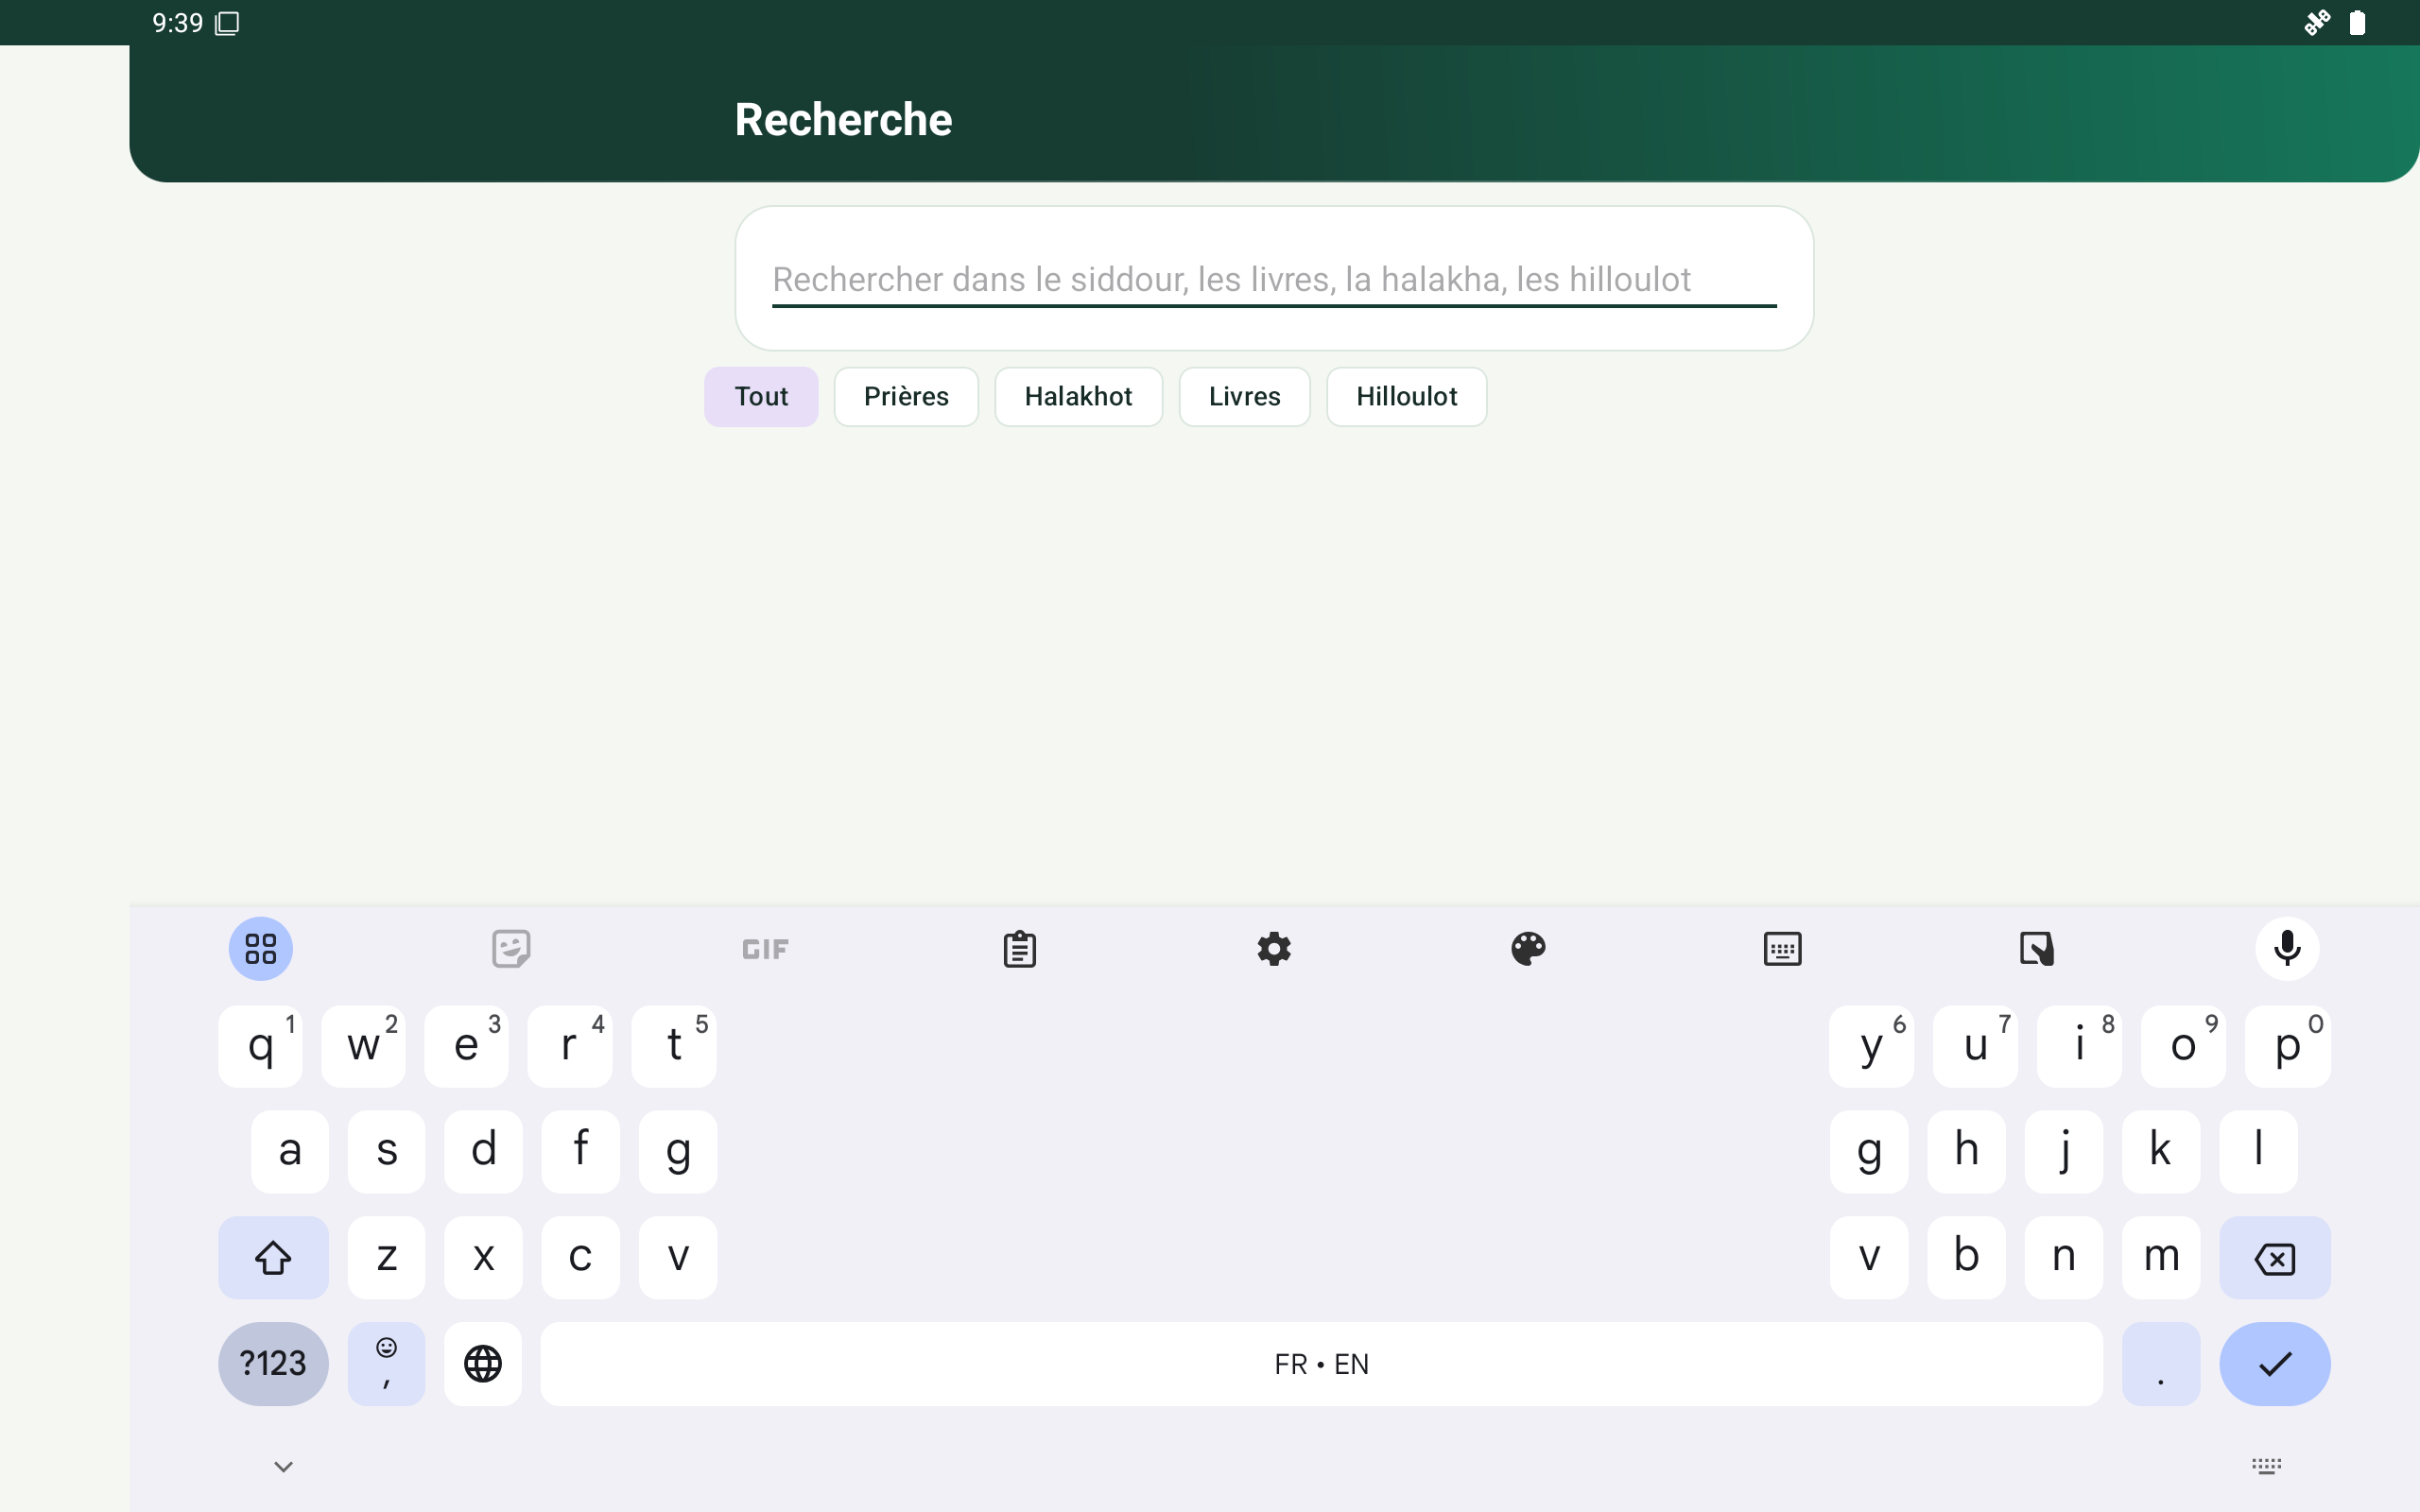 9:39
Recherche
Rechercher dans le siddour, les livres, la halakha, les hilloulot
Tout Prières Halakhot Livres Hilloulot
GIF
q 1 w 2 e 3 r 4 t 5 y 6 u 7 i 8 o 9 p 0
a s d f g g h j k l
z x c v v b n m
?123 , FR • EN .